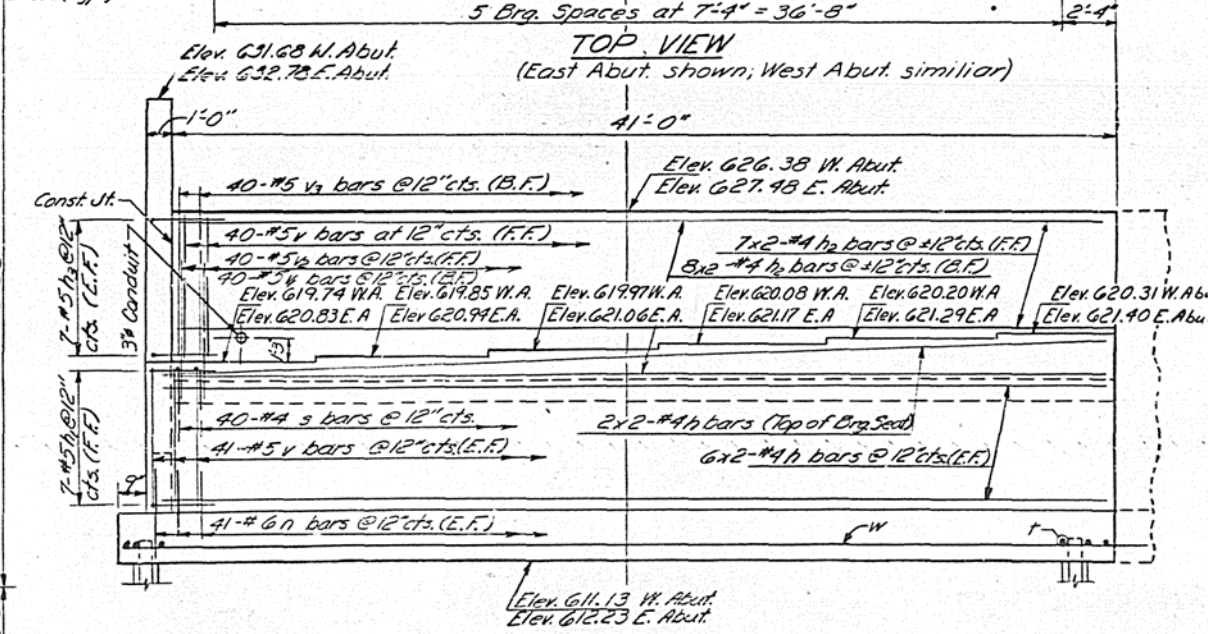 5 Brg. Spaces at 7'-4" = 36'-8"
2'-4"
TOP VIEW
(East Abut. shown; West Abut. similiar)
Elev. 631.68 W. Abut.
Elev. 632.78 E. Abut.
1'-0"
41'-0"
Elev. 626.38 W. Abut.
Elev. 627.48 E. Abut.
40-#5 v3 bars @12"cts. (B.F.)
Const. Jt.
40-#5 v bars at 12"cts. (F.F.)
7x2-#4 h2 bars @ ±12"cts. (F.F.)
40-#5 v2 bars @12"cts. (F.F.)
8x2-#4 h2 bars @ ±12"cts. (B.F.)
40-#5 v bars @12"cts. (B.F.)
7-#5 h3 @12"
cts. (E.F.)
3"ø Conduit
Elev. 619.74 W.A. Elev. 619.85 W.A. Elev. 619.97 W.A. Elev. 620.08 W.A. Elev. 620.20 W.A Elev. 620.31 W. Abu
Elev. 620.83 E.A Elev. 620.94 E.A. Elev. 621.06 E.A. Elev. 621.17 E.A Elev. 621.29 E.A. Elev. 621.40 E. Abu
13
40-#4 s bars @ 12"cts.
2x2-#4 h bars (Top of Brg. Seat)
41-#5 v bars @12"cts. (E.F.)
6x2-#4 h bars @ 12"cts. (E.F.)
7-#5 h @12"
cts. (F.F.)
9"
41-#6 n bars @12"cts. (E.F.)
W
t
Elev. 611.13 W. Abut.
Elev. 612.23 E. Abut.